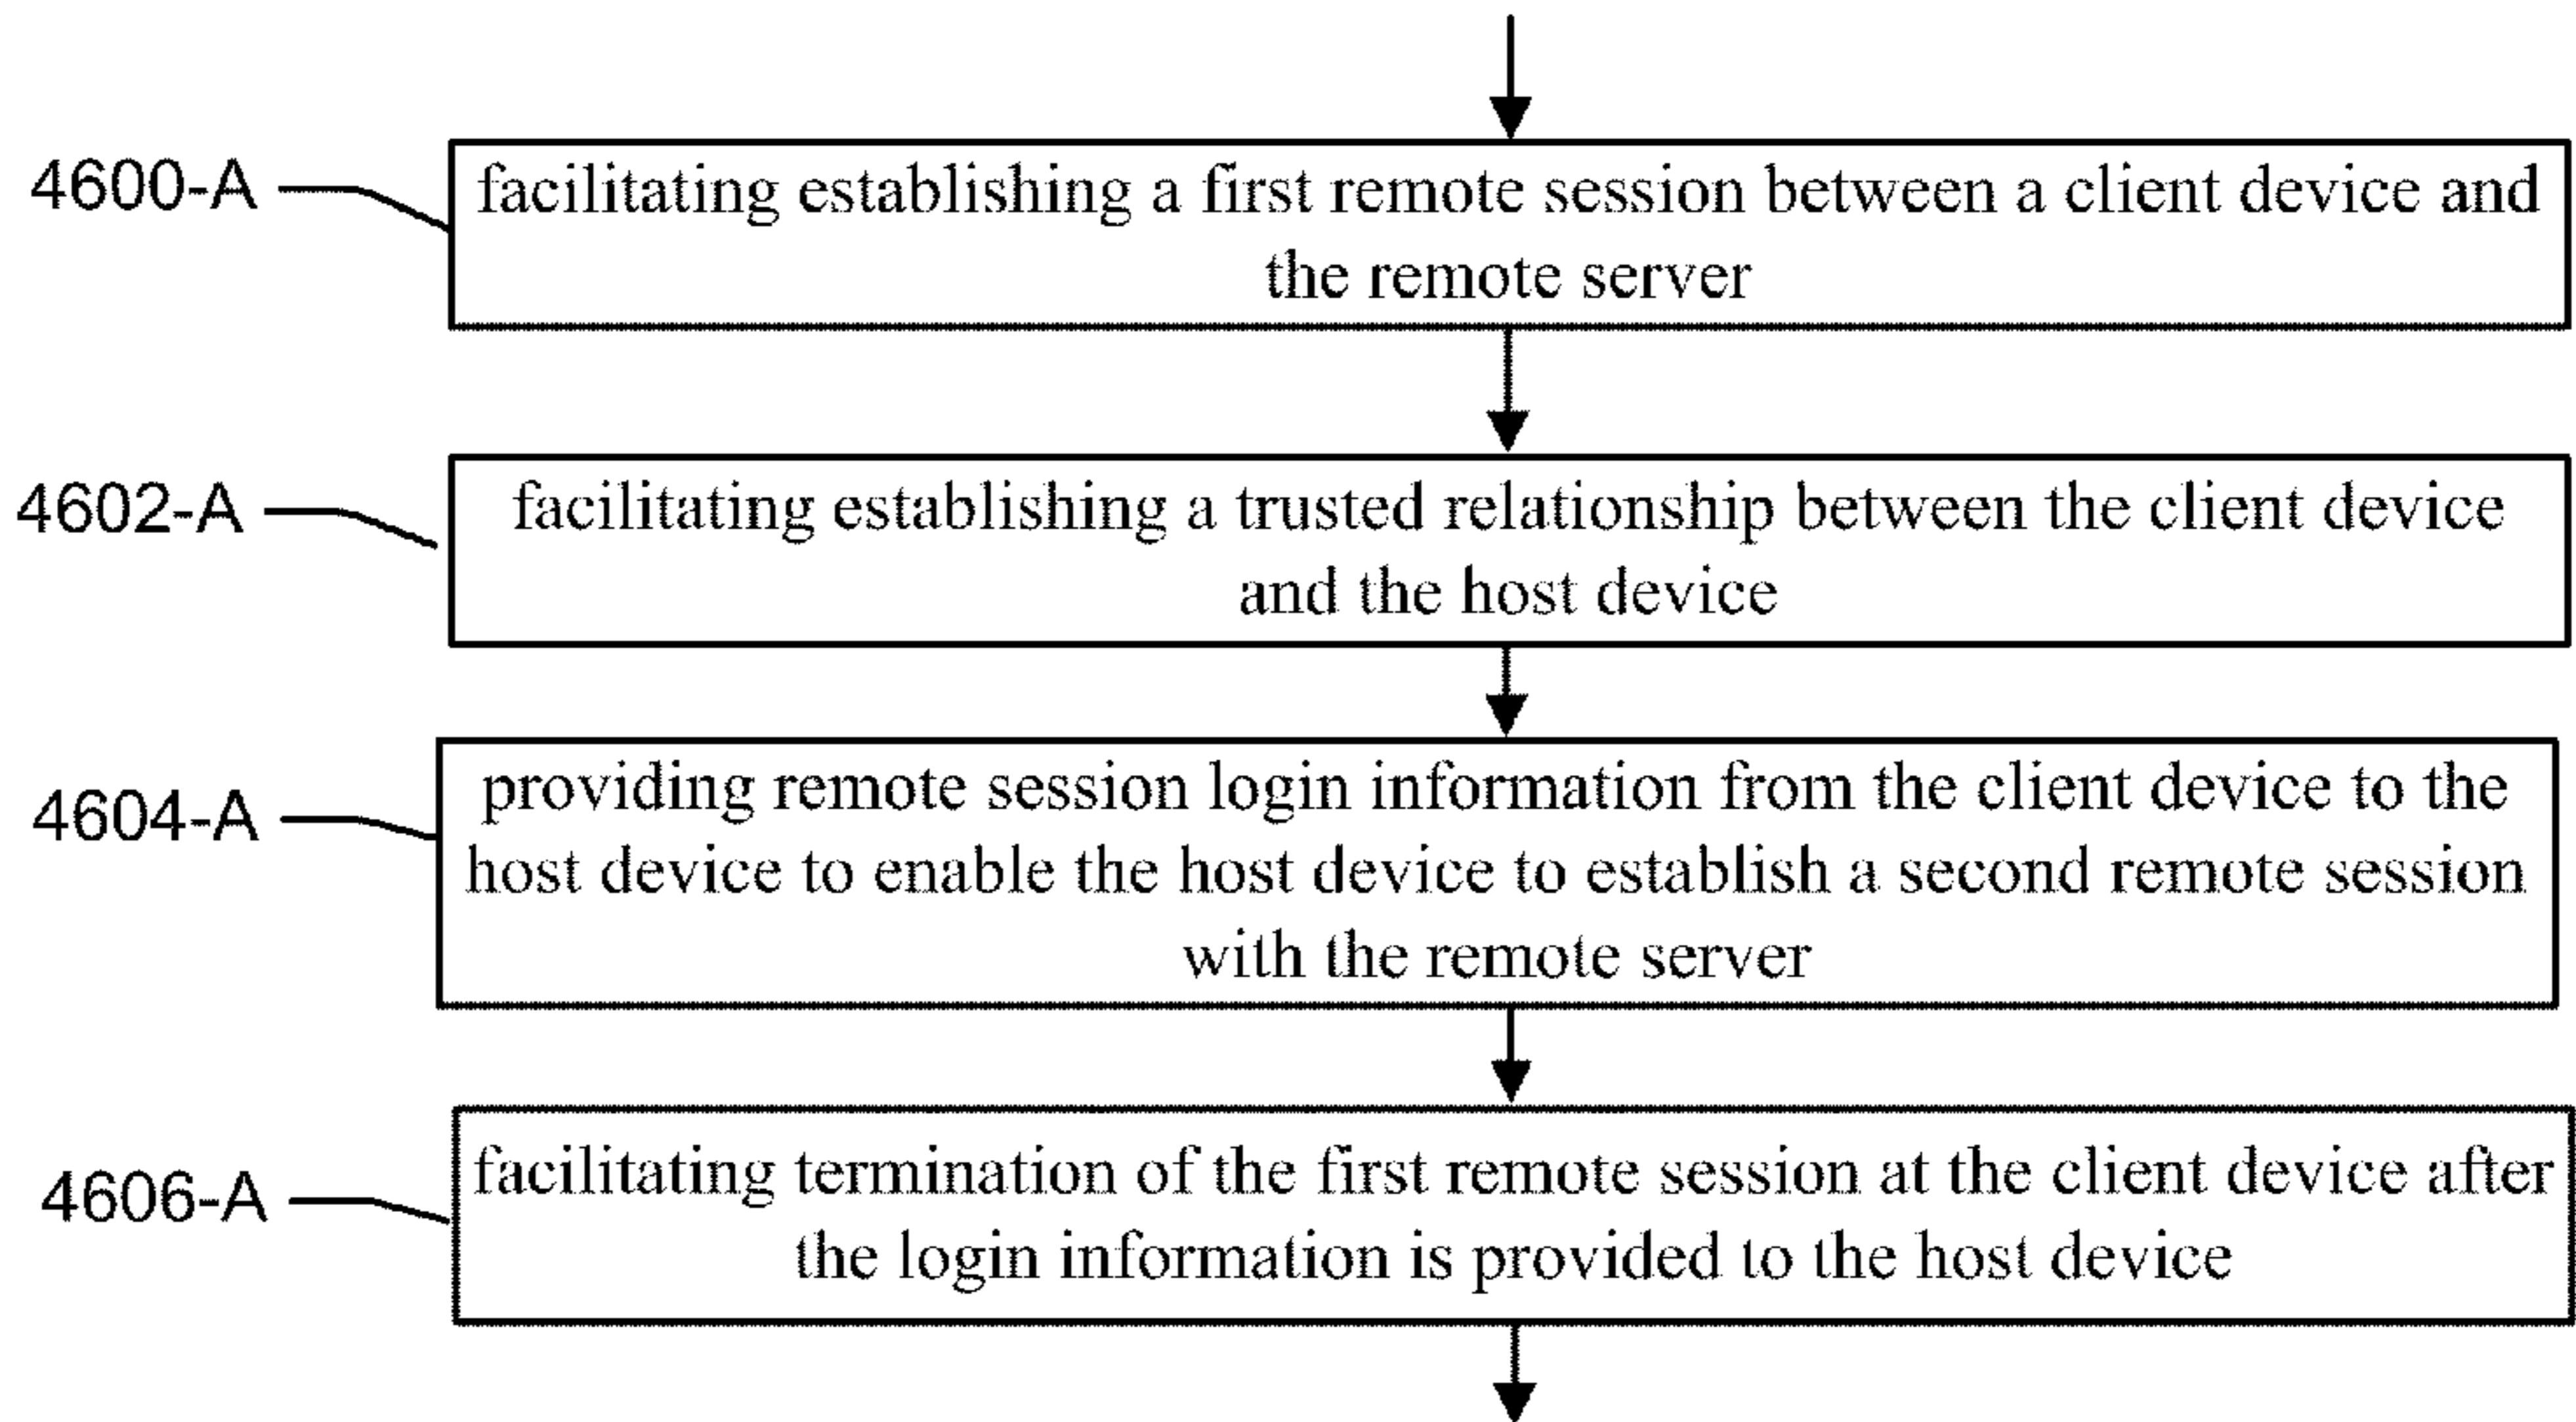 4600-A
facilitating establishing a first remote session between a client device and
the remote server
4602-A
facilitating establishing a trusted relationship between the client device
and the host device
4604-A
providing remote session login information from the client device to the
host device to enable the host device to establish a second remote session
with the remote server
4606-A
facilitating termination of the first remote session at the client device after
the login information is provided to the host device